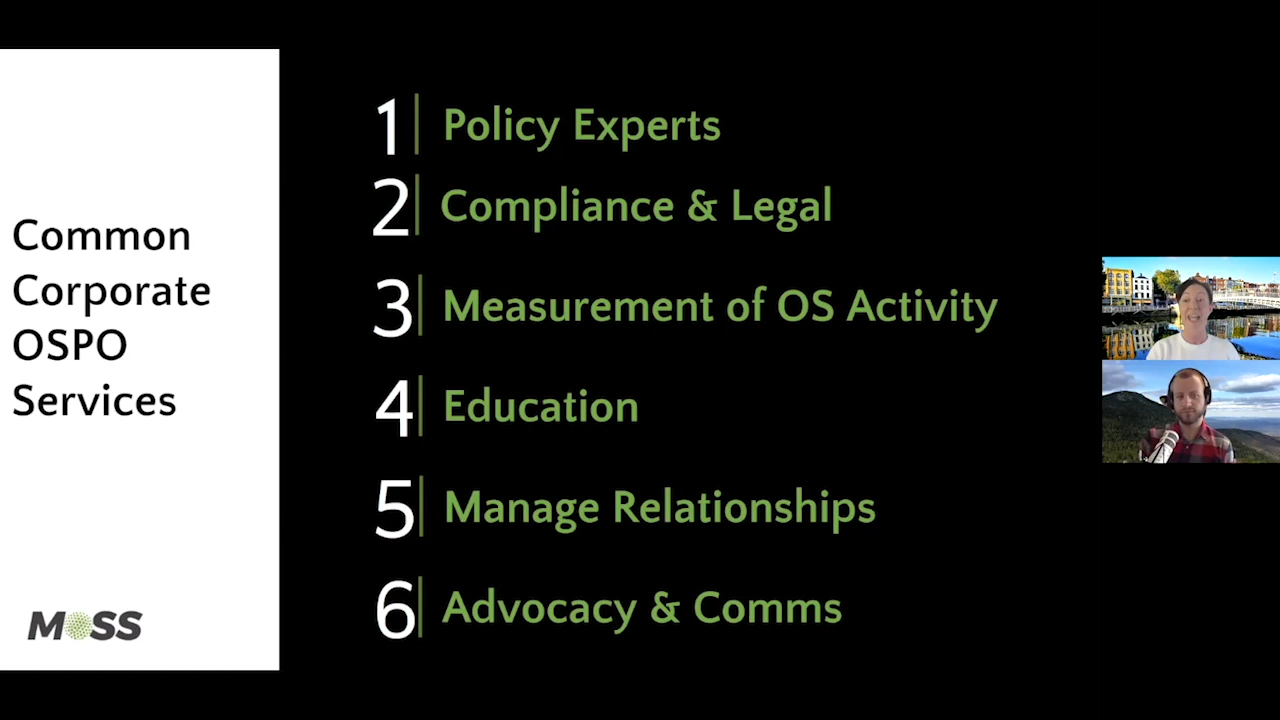 Common
Corporate
OSPO
Services
MOSS
1 Policy Experts
2 Compliance & Legal
3 Measurement of OS Activity
4 Education
5 Manage Relationships
6 Advocacy & Comms